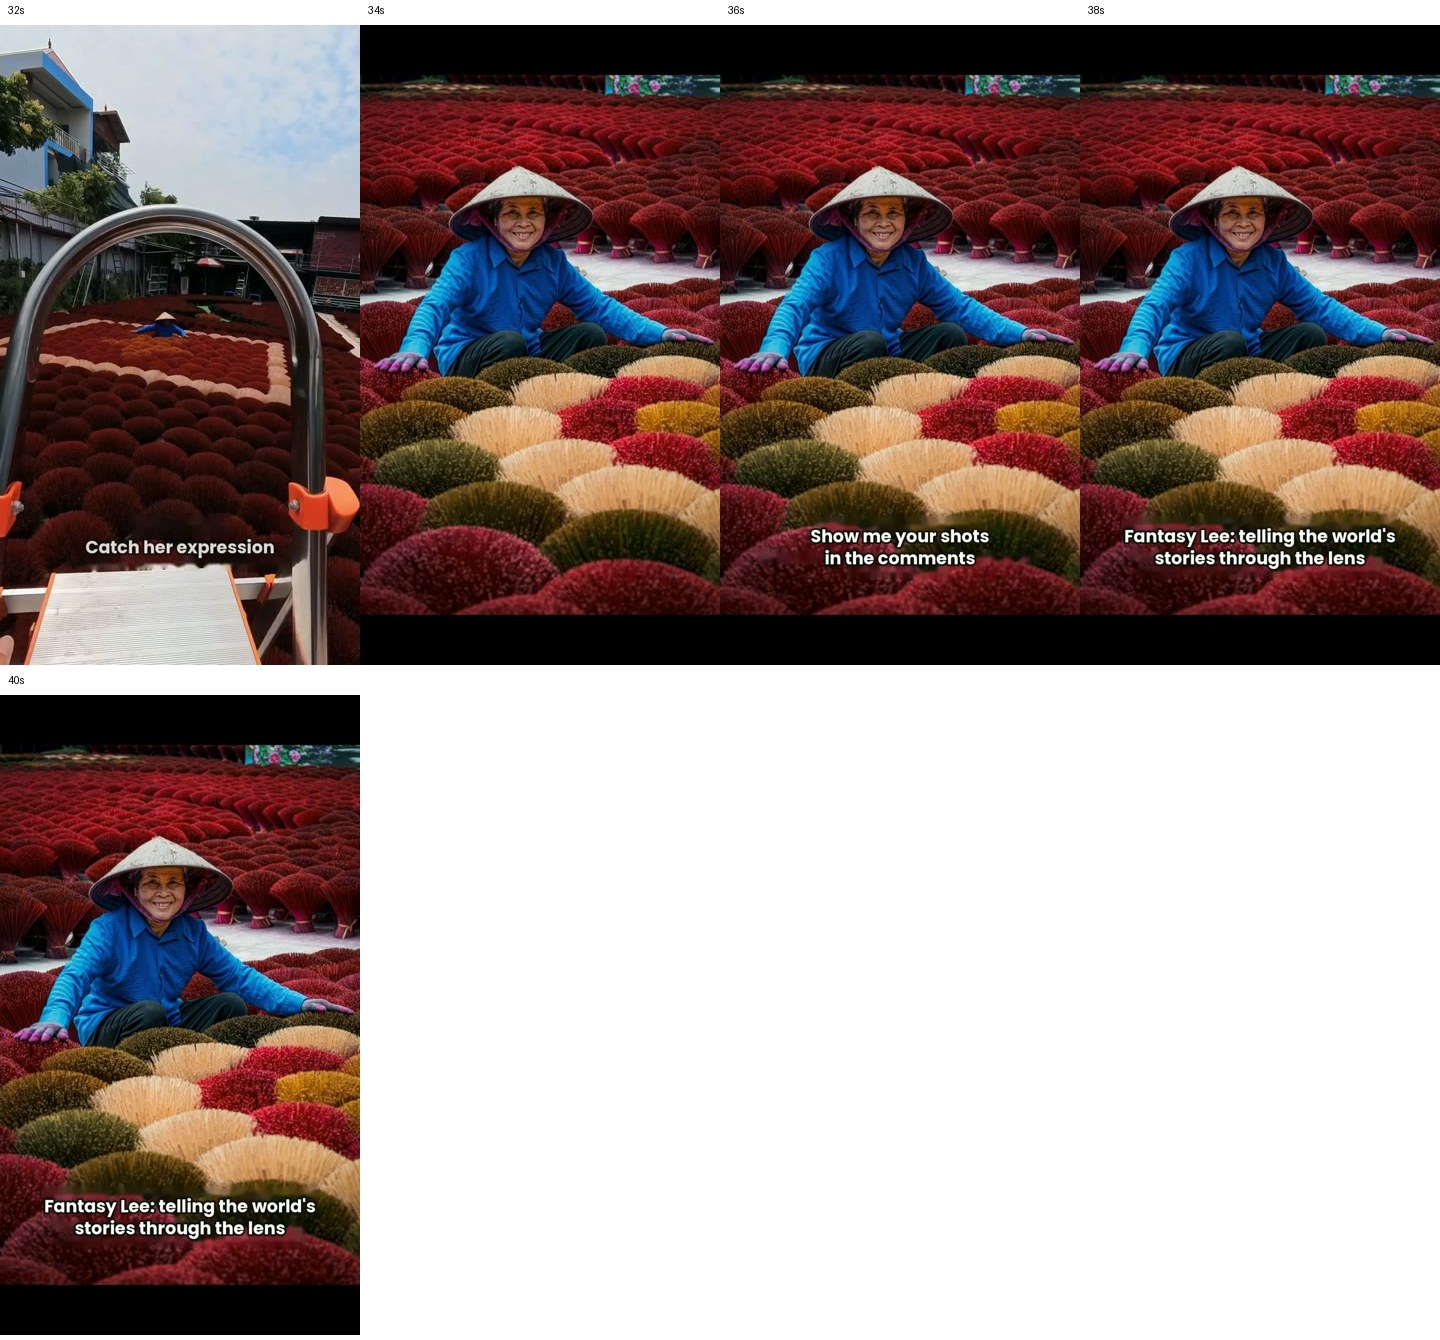 32s
34s
36s
38s
Catch her expression
Show me your shots
in the comments
Fantasy Lee: telling the world's
stories through the lens
40s
Fantasy Lee: telling the world's
stories through the lens